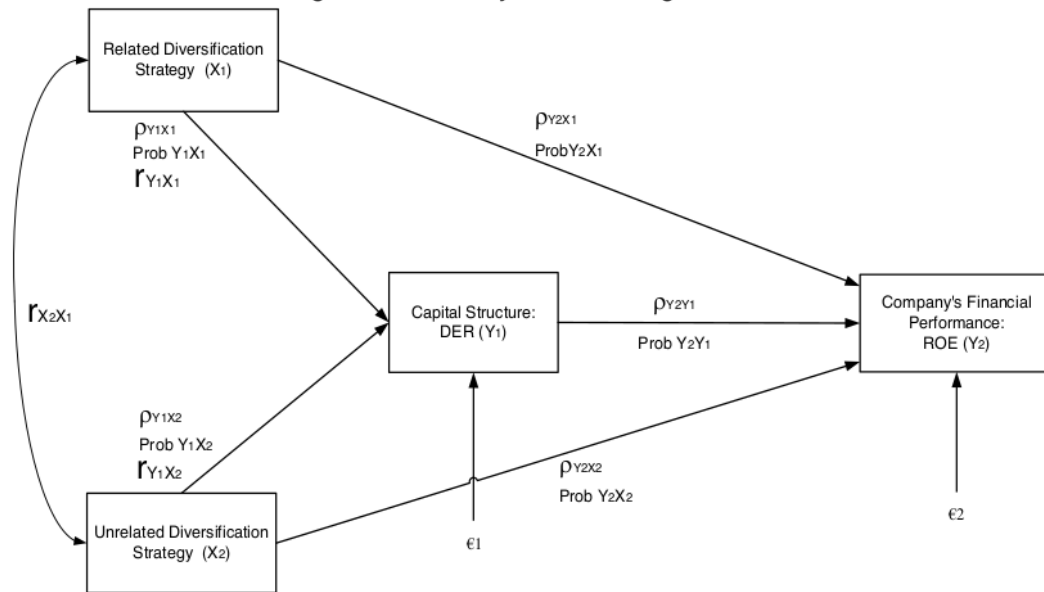 Related Diversification
Strategy (X1)
ρY1X1
Prob Y1X1
rY1X1
ρY2X1
ProbY2X1
rX2X1
Capital Structure:
DER (Y1)
ρY2Y1
Prob Y2Y1
Company's Financial
Performance:
ROE (Y2)
ρY1X2
Prob Y1X2
rY1X2
ρY2X2
Prob Y2X2
Unrelated Diversification
Strategy (X2)
€1
€2